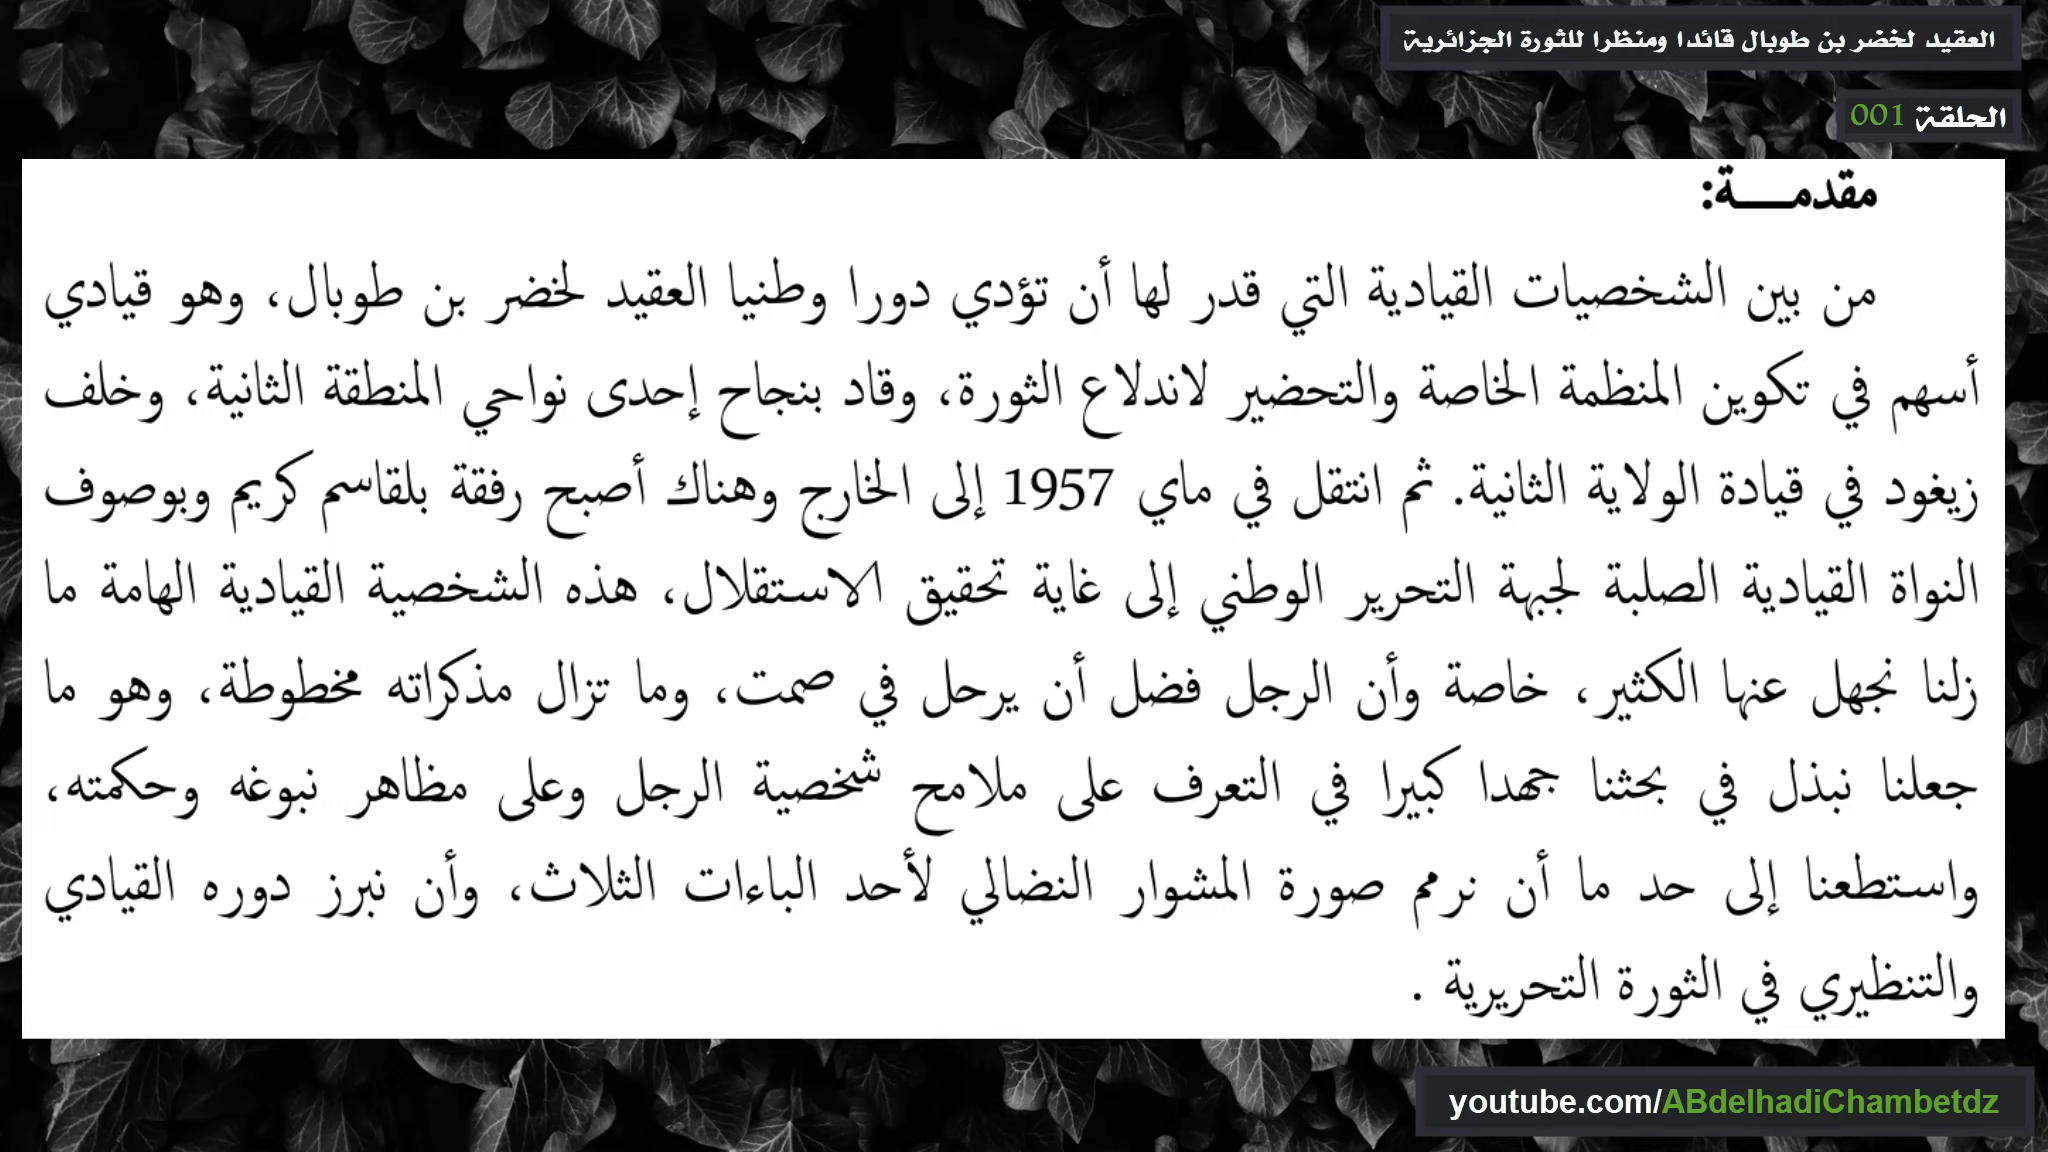 العقيد لخضر بن طوبال قائدا ومنظرا للثورة الجزائرية
الحلقة 001
مقدمــــة:
من بين الشخصيات القيادية التي قدر لها أن تؤدي دورا وطنيا العقيد لخضر بن طوبال، وهو قيادي
أسهم في تكوين المنظمة الخاصة والتحضير لاندلاع الثورة، وقاد بنجاح إحدى نواحي المنطقة الثانية، وخلف
زيغود في قيادة الولاية الثانية. ثم انتقل في ماي 1957 إلى الخارج وهناك أصبح رفقة بلقاسم كريم وبوصوف
النواة القيادية الصلبة لجبهة التحرير الوطني إلى غاية تحقيق الاستقلال، هذه الشخصية القيادية الهامة ما
زلنا نجهل عنها الكثير، خاصة وأن الرجل فضل أن يرحل في صمت، وما تزال مذكراته مخطوطة، وهو ما
جعلنا نبذل في بحثنا جهدا كبيرا في التعرف على ملامح شخصية الرجل وعلى مظاهر نبوغه وحكمته،
واستطعنا إلى حد ما أن نرمم صورة المشوار النضالي لأحد الباءات الثلاث، وأن نبرز دوره القيادي
والتنظيري في الثورة التحريرية .
youtube.com/ABdelhadiChambetdz